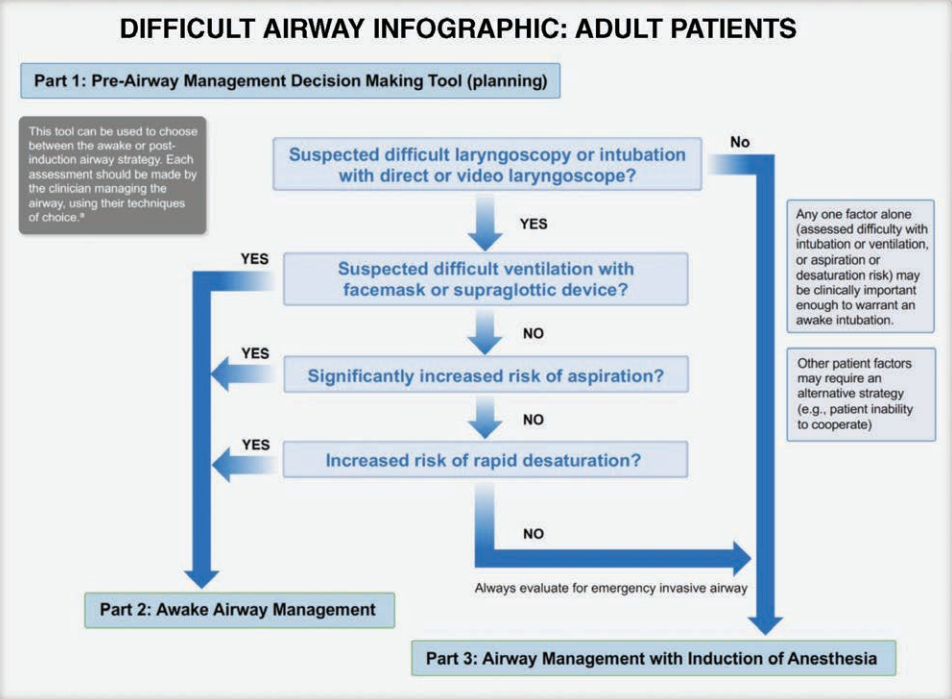 DIFFICULT AIRWAY INFOGRAPHIC: ADULT PATIENTS
Part 1: Pre-Airway Management Decision Making Tool (planning)
This tool can be used to choose
between the awake or post-
induction airway strategy. Each
assessment should be made by
the clinician managing the
airway, using their techniques
of choice.ª
Suspected difficult laryngoscopy or intubation
with direct or video laryngoscope?
No
YES
Any one factor alone
(assessed difficulty with
intubation or ventilation,
or aspiration or
desaturation risk) may
be clinically important
enough to warrant an
awake intubation.
YES
Suspected difficult ventilation with
facemask or supraglottic device?
NO
YES
Significantly increased risk of aspiration?
Other patient factors
may require an
alternative strategy
(e.g., patient inability
to cooperate)
NO
YES
Increased risk of rapid desaturation?
NO
Always evaluate for emergency invasive airway
Part 2: Awake Airway Management
Part 3: Airway Management with Induction of Anesthesia